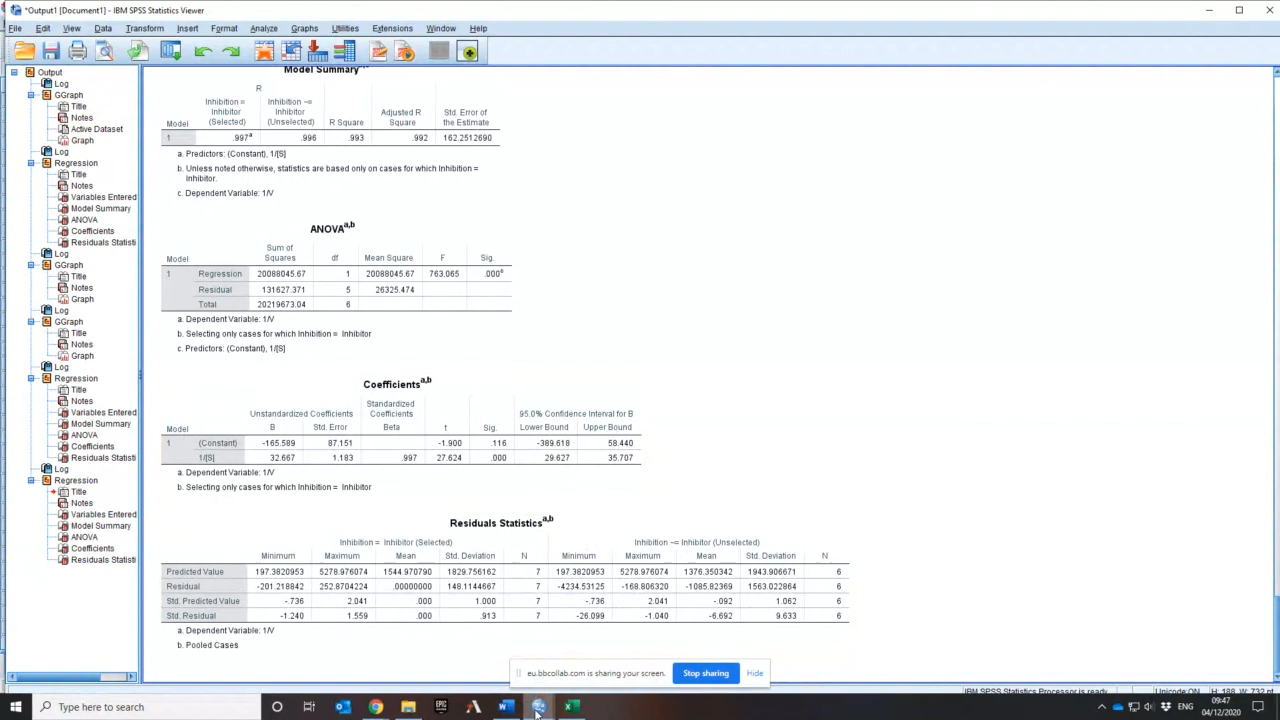 *Output1 [Document1] - IBM SPSS Statistics Viewer
File Edit View Data Transform Insert Format Analyze Graphs Utilities Extensions Window Help
Output
Log
GGraph
Title
Notes
Active Dataset
Graph
Log
Regression
Title
Notes
Variables Entered
Model Summary
ANOVA
Coefficients
Residuals Statisti
Log
GGraph
Title
Notes
Graph
Log
GGraph
Title
Notes
Graph
Log
Regression
Title
Notes
Variables Entered
Model Summary
ANOVA
Coefficients
Residuals Statisti
Log
Regression
Title
Notes
Variables Entered
Model Summary
ANOVA
Coefficients
Residuals Statisti
Model Summary
R
Inhibition = Inhibitor (Selected) Inhibition ~= Inhibitor (Unselected) R Square Adjusted R Square Std. Error of the Estimate
Model
1 .997a .996 .993 .992 162.2512690
a. Predictors: (Constant), 1/[S]
b. Unless noted otherwise, statistics are based only on cases for which Inhibition =
Inhibitor.
c. Dependent Variable: 1/V
ANOVAa,b
Model Sum of Squares df Mean Square F Sig.
1 Regression 20088045.67 1 20088045.67 763.065 .000c
Residual 131627.371 5 26325.474
Total 20219673.04 6
a. Dependent Variable: 1/V
b. Selecting only cases for which Inhibition = Inhibitor
c. Predictors: (Constant), 1/[S]
Coefficientsa,b
Unstandardized Coefficients Standardized Coefficients 95.0% Confidence Interval for B
Model B Std. Error Beta t Sig. Lower Bound Upper Bound
1 (Constant) -165.589 87.151 -1.900 .116 -389.618 58.440
1/[S] 32.667 1.183 .997 27.624 .000 29.627 35.707
a. Dependent Variable: 1/V
b. Selecting only cases for which Inhibition = Inhibitor
Residuals Statisticsa,b
Inhibition = Inhibitor (Selected) Inhibition ~= Inhibitor (Unselected)
Minimum Maximum Mean Std. Deviation N Minimum Maximum Mean Std. Deviation N
Predicted Value 197.3820953 5278.976074 1544.970790 1829.756162 7 197.3820953 5278.976074 1376.350342 1943.906671 6
Residual -201.218842 252.8704224 .00000000 148.1144667 7 -4234.53125 -168.806320 -1085.82369 1563.022864 6
Std. Predicted Value -.736 2.041 .000 1.000 7 -.736 2.041 -.092 1.062 6
Std. Residual -1.240 1.559 .000 .913 7 -26.099 -1.040 -6.692 9.633 6
a. Dependent Variable: 1/V
b. Pooled Cases
eu.bbcollab.com is sharing your screen. Stop sharing Hide
IBM SPSS Statistics Processor is ready Unicode:ON H: 188, W: 732 pt.
Type here to search
EPIC
ENG
09:47
04/12/2020